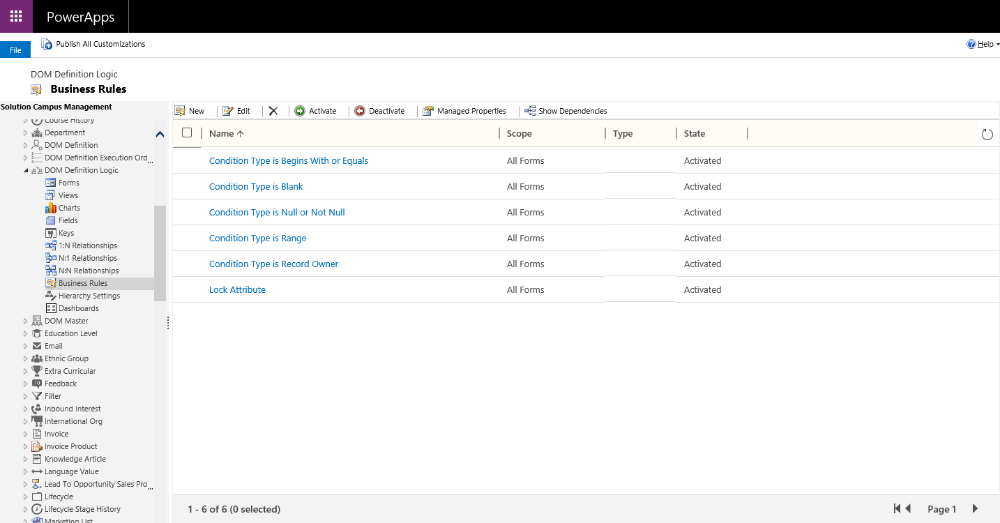 PowerApps
File
Publish All Customizations
Help
DOM Definition Logic
Business Rules
Solution Campus Management
Course History
Department
DOM Definition
DOM Definition Execution Ord...
DOM Definition Logic
Forms
Views
Charts
Fields
Keys
1:N Relationships
N:1 Relationships
N:N Relationships
Business Rules
Hierarchy Settings
Dashboards
DOM Master
Education Level
Email
Ethnic Group
Extra Curricular
Feedback
Filter
Inbound Interest
International Org
Invoice
Invoice Product
Knowledge Article
Language Value
Lead To Opportunity Sales Pro...
Lifecycle
Lifecycle Stage History
Marketing List
New Edit Activate Deactivate Managed Properties Show Dependencies
Name Scope Type State
Condition Type is Begins With or Equals All Forms Activated
Condition Type is Blank All Forms Activated
Condition Type is Null or Not Null All Forms Activated
Condition Type is Range All Forms Activated
Condition Type is Record Owner All Forms Activated
Lock Attribute All Forms Activated
1 - 6 of 6 (0 selected) Page 1